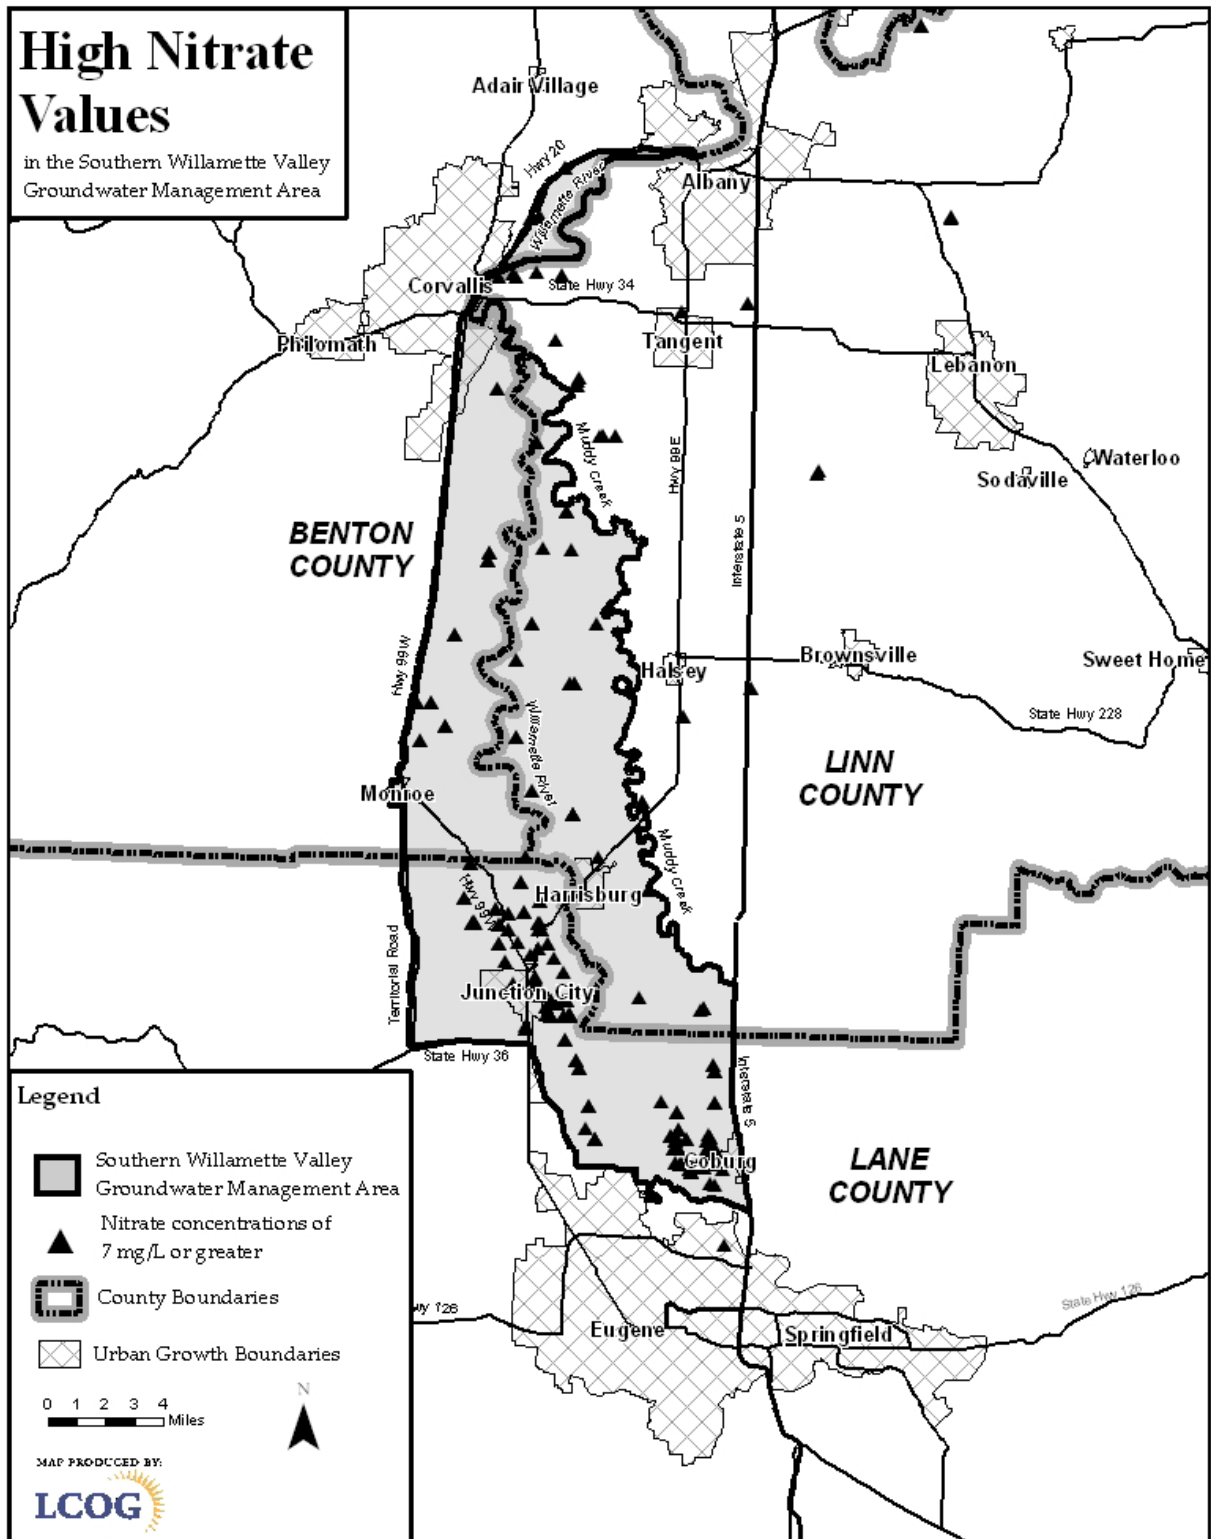 High Nitrate
Values
in the Southern Willamette Valley
Groundwater Management Area
Adair Village
Hwy 20
Willamette River
Albany
Corvallis
State Hwy 34
Philomath
Tangent
Lebanon
Muddy Creek
Hwy 99E
Waterloo
Sodaville
BENTON
COUNTY
Interstate 5
Hwy 99W
Halsey
Brownsville
Sweet Home
State Hwy 228
Willamette River
LINN
COUNTY
Monroe
Muddy Creek
Hwy 99W
Harrisburg
Territorial Road
Junction City
State Hwy 36
Interstate 5
Coburg
LANE
COUNTY
State Hwy 126
wy 126
Eugene
Springfield
Legend
Southern Willamette Valley
Groundwater Management Area
Nitrate concentrations of
7 mg/L or greater
County Boundaries
Urban Growth Boundaries
0 1 2 3 4
Miles
N
MAP PRODUCED BY:
LCOG